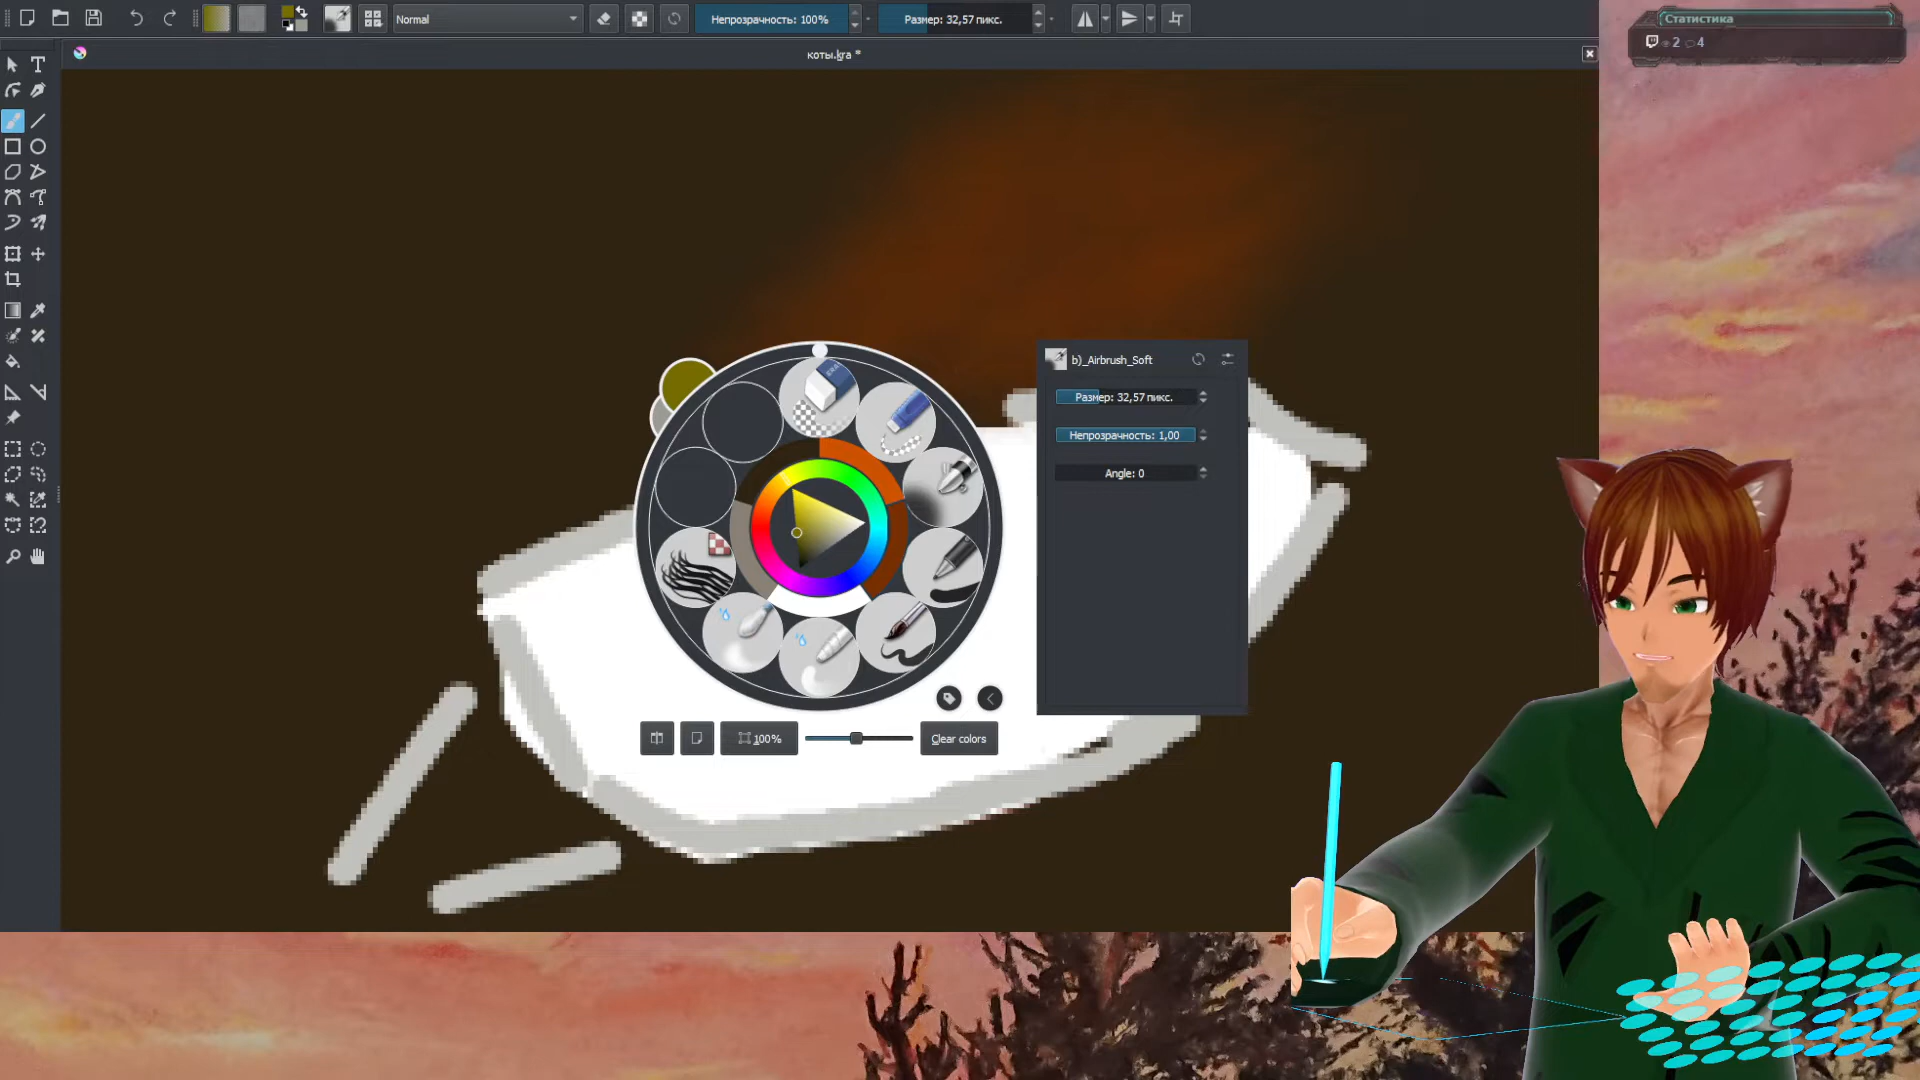 Normal
Непрозрачность: 100%
Размер: 32,57 пикс.
Статистика
2 4
коты.kra *
b)_Airbrush_Soft
Размер: 32,57 пикс.
Непрозрачность: 1,00
Angle: 0
100%
Clear colors